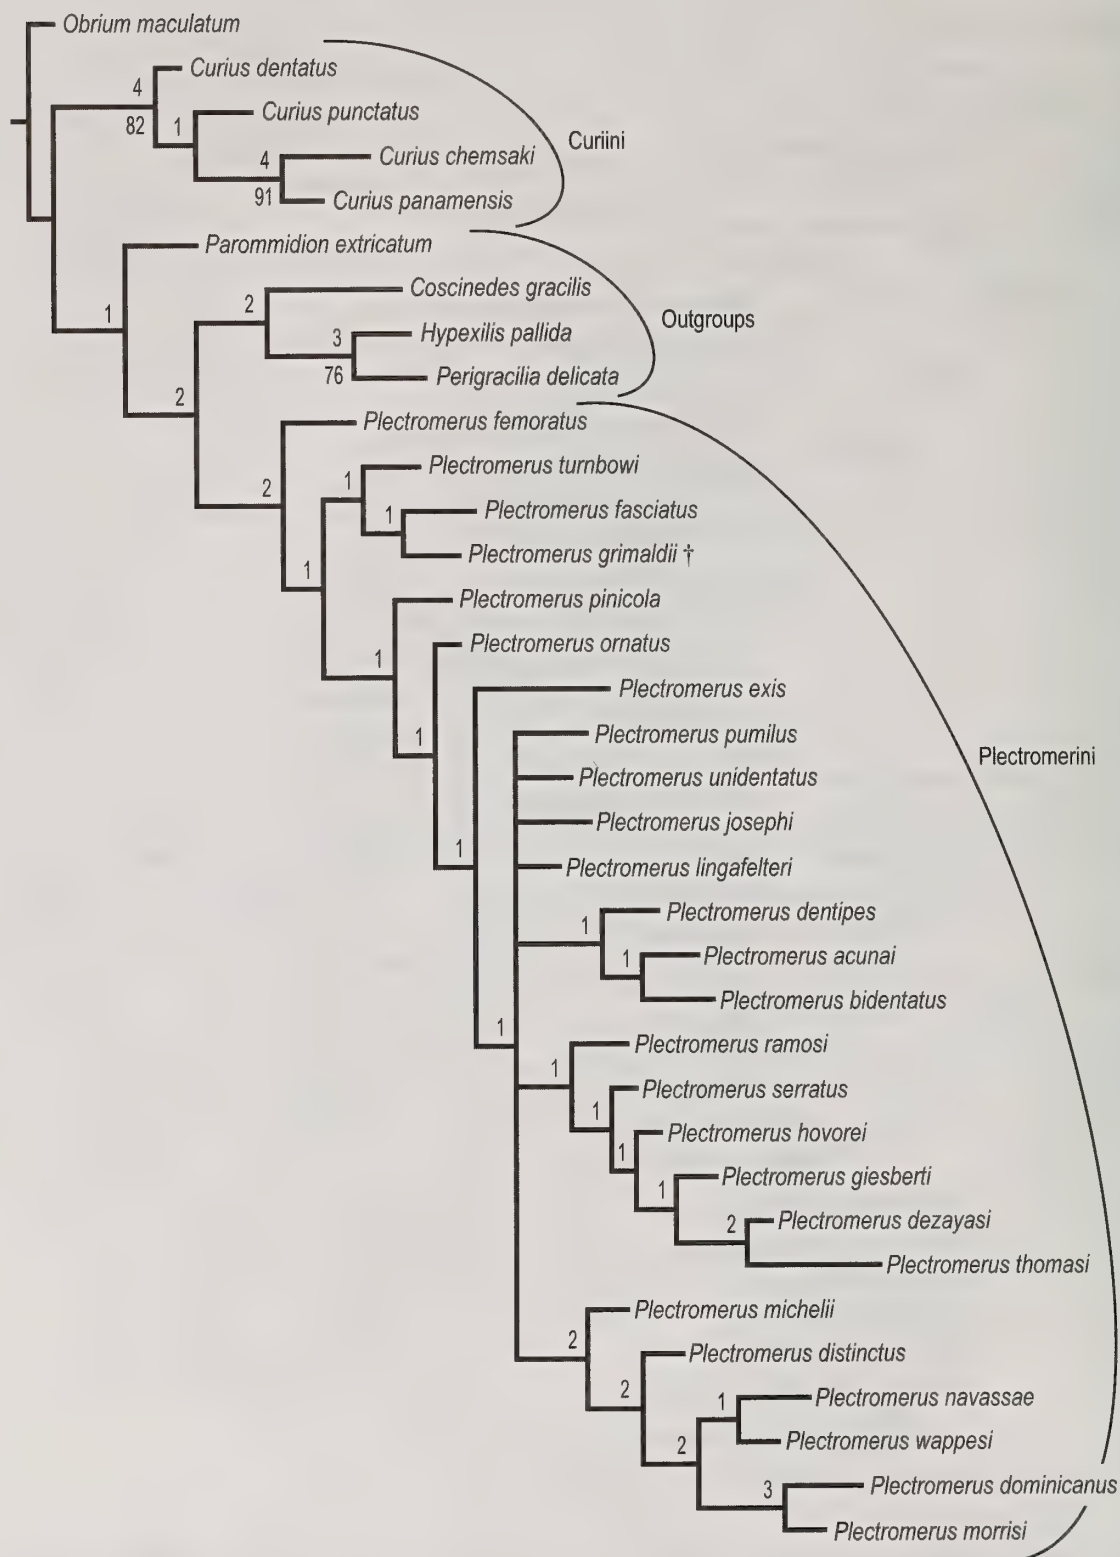 Obrium maculatum
Curius dentatus
4
82
1
Curius punctatus
Curiini
4
91
Curius chemsaki
Curius panamensis
Parommidion extricatum
1
2
Coscinedes gracilis
Outgroups
3
76
Hypexilis pallida
Perigracilia delicata
2
Plectromerus femoratus
2
Plectromerus turnbowi
1
1
Plectromerus fasciatus
Plectromerus grimaldii †
1
Plectromerus pinicola
1
Plectromerus ornatus
1
Plectromerus exis
Plectromerus pumilus
Plectromerini
Plectromerus unidentatus
Plectromerus josephi
1
Plectromerus lingafelteri
Plectromerus dentipes
1
Plectromerus acunai
1
Plectromerus bidentatus
1
Plectromerus ramosi
1
Plectromerus serratus
1
Plectromerus hovorei
1
Plectromerus giesberti
1
Plectromerus dezayasi
2
Plectromerus thomasi
Plectromerus michelii
2
Plectromerus distinctus
2
Plectromerus navassae
1
Plectromerus wappesi
2
Plectromerus dominicanus
3
Plectromerus morrisi